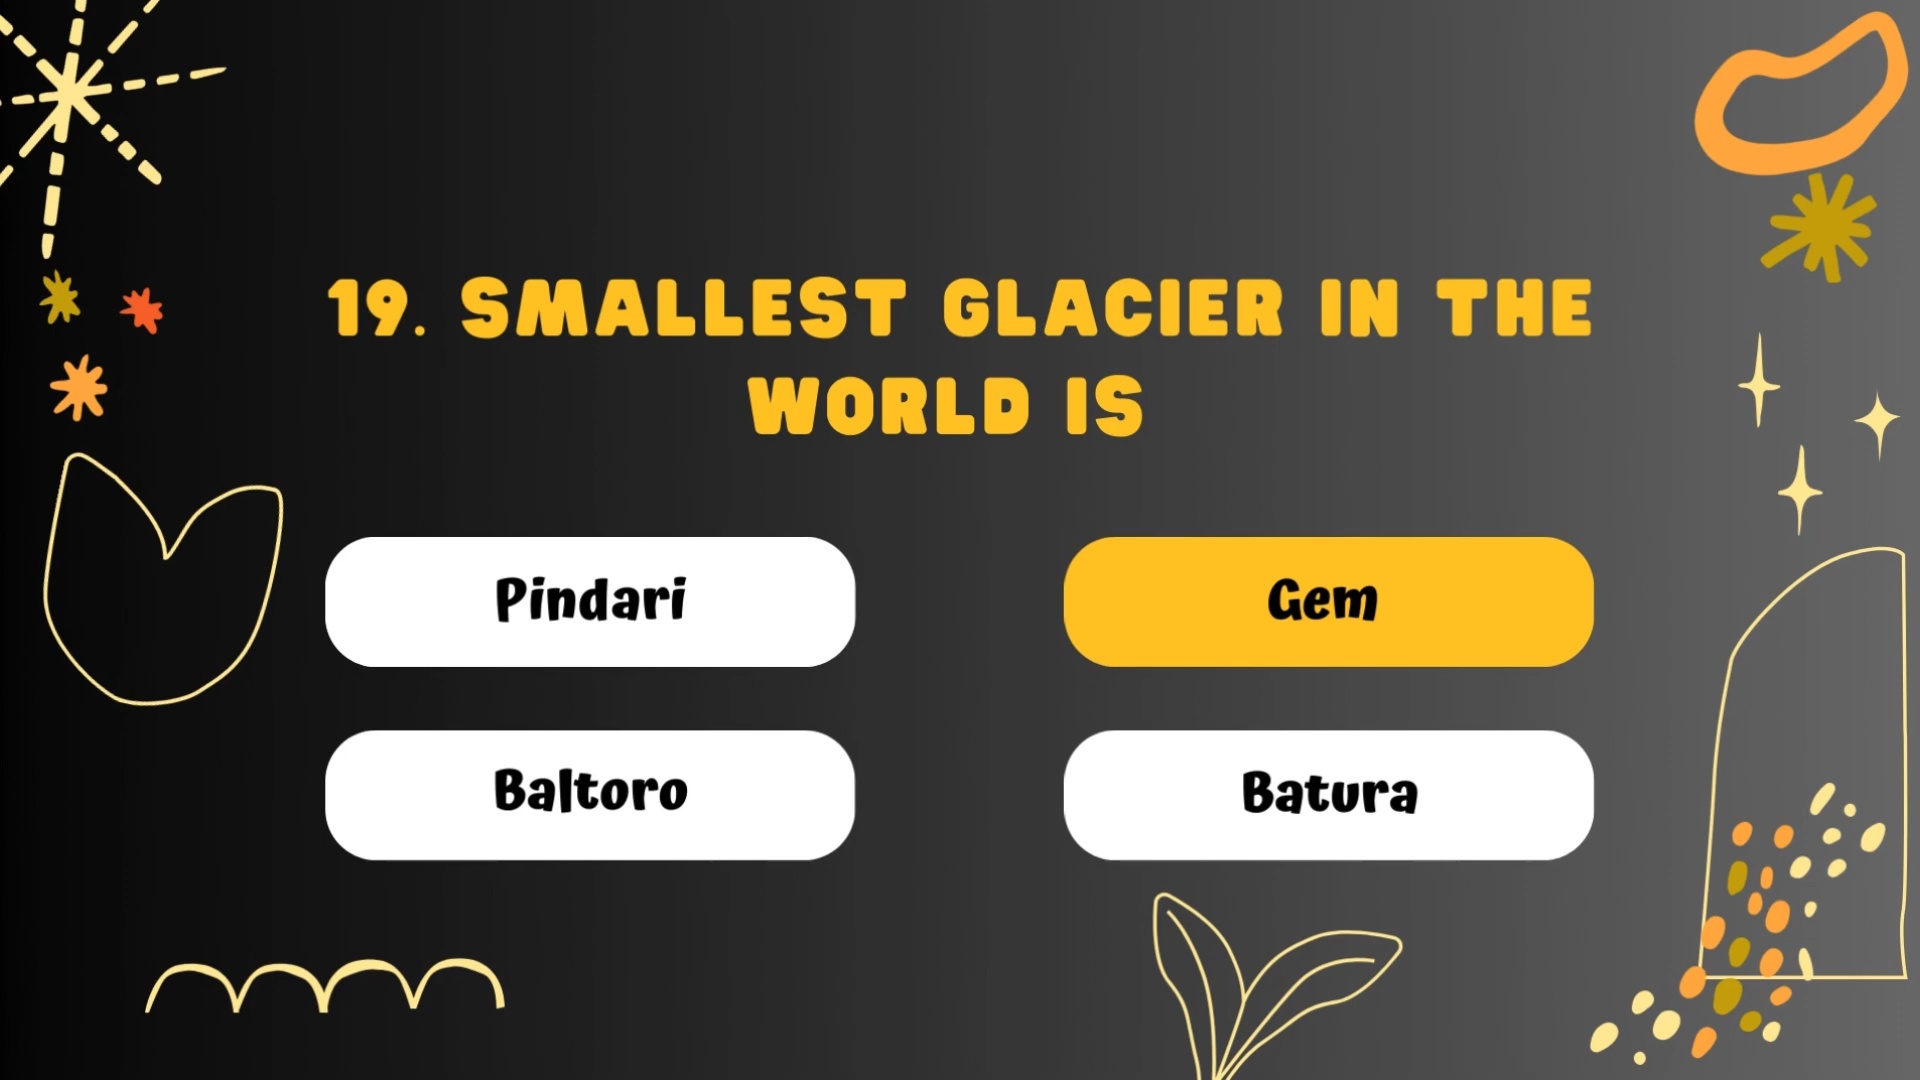 19. SMALLEST GLACIER IN THE
WORLD IS
Pindari
Gem
Baltoro
Batura